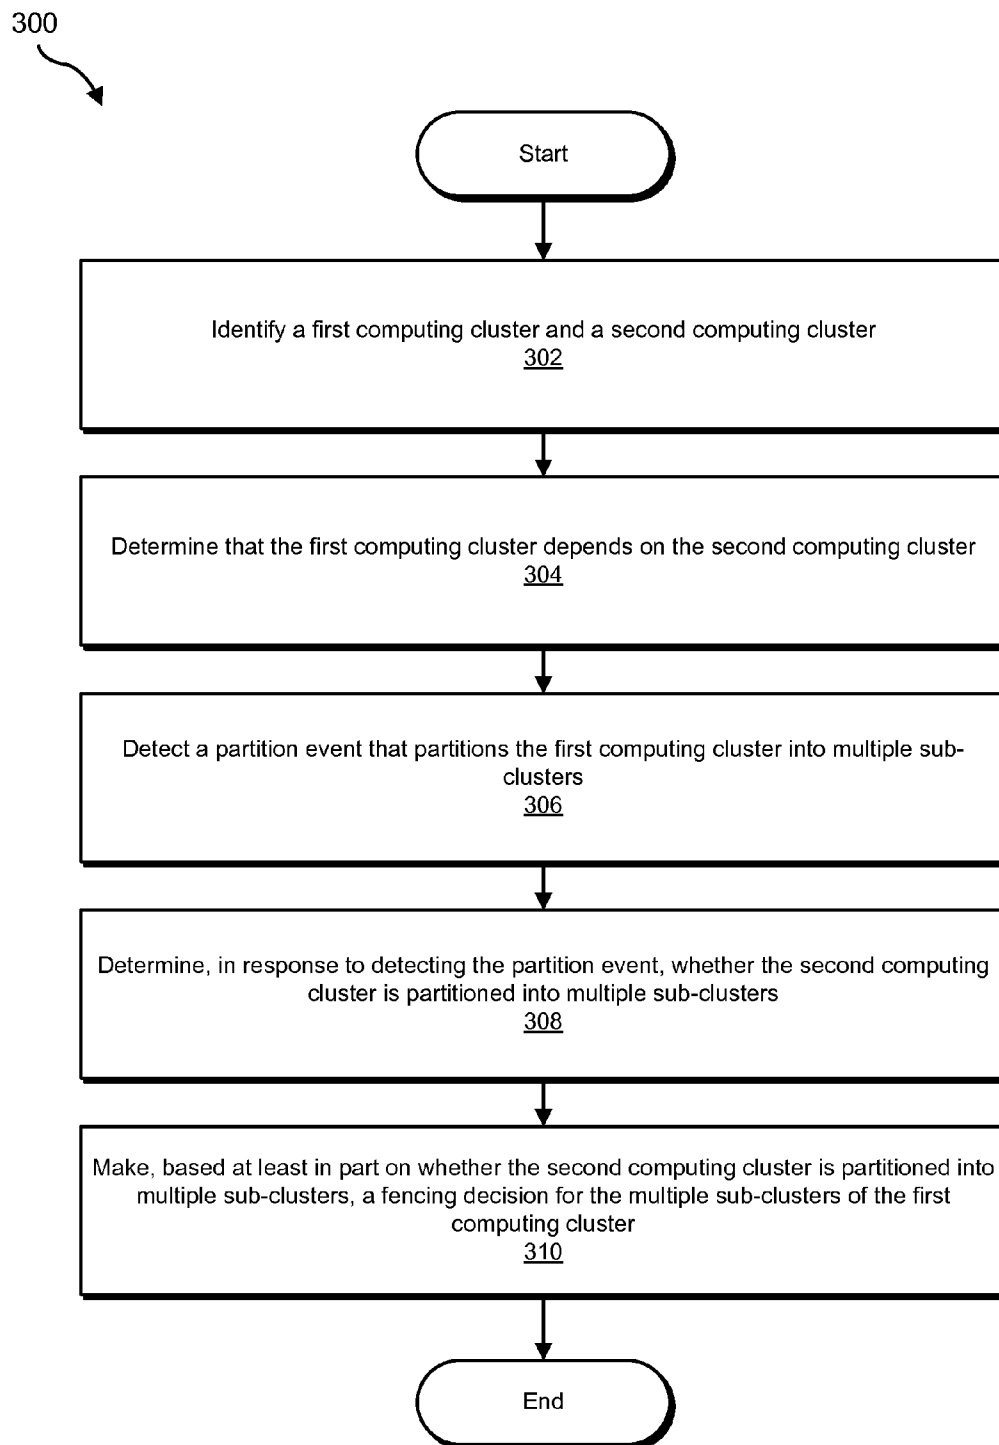 300
Start
Identify a first computing cluster and a second computing cluster
302
Determine that the first computing cluster depends on the second computing cluster
304
Detect a partition event that partitions the first computing cluster into multiple sub-
clusters
306
Determine, in response to detecting the partition event, whether the second computing
cluster is partitioned into multiple sub-clusters
308
Make, based at least in part on whether the second computing cluster is partitioned into
multiple sub-clusters, a fencing decision for the multiple sub-clusters of the first
computing cluster
310
End